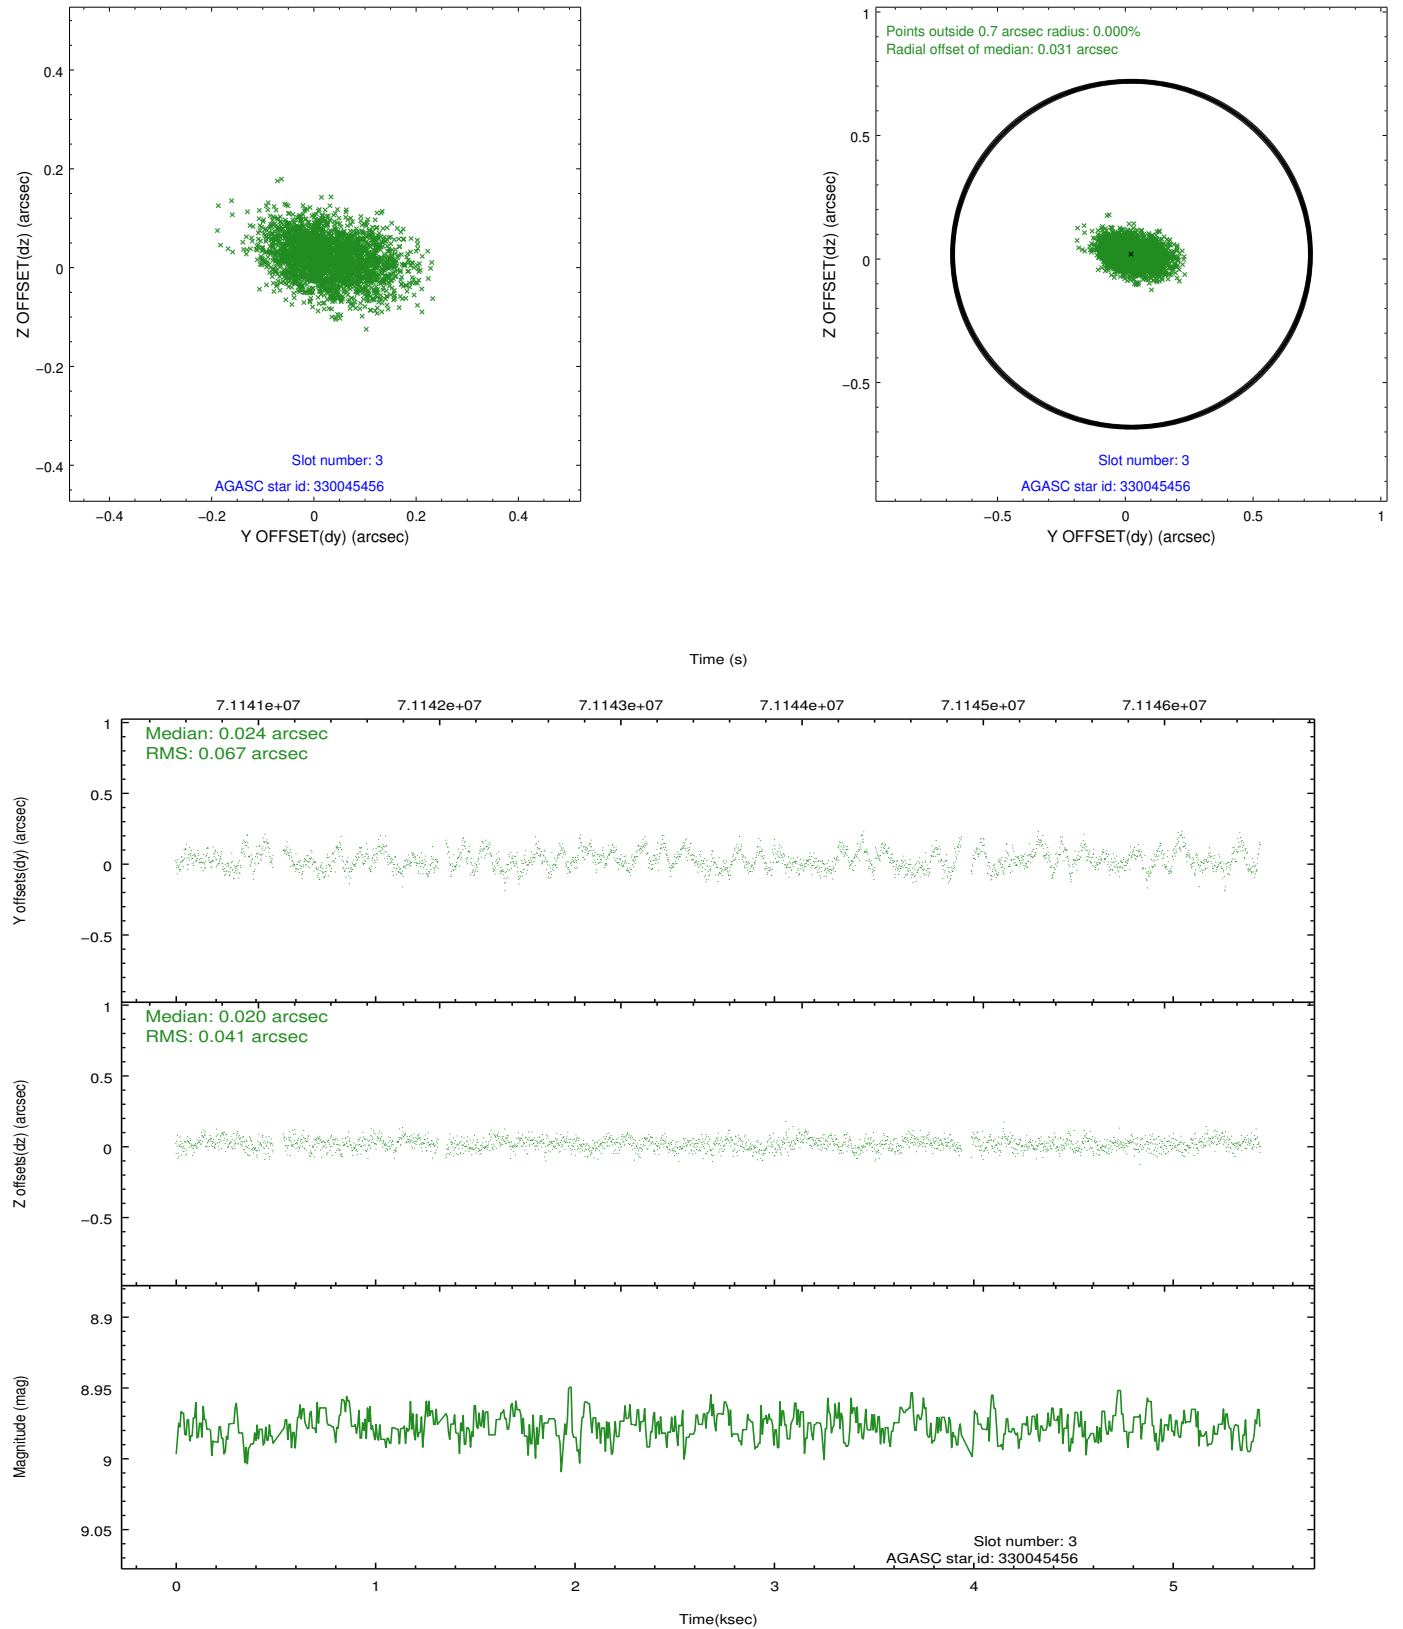 0.4
0.2
0
−0.2
−0.4
Z OFFSET(dz) (arcsec)
Slot number: 3
AGASC star id: 330045456
−0.4 −0.2 0 0.2 0.4
Y OFFSET(dy) (arcsec)
Points outside 0.7 arcsec radius: 0.000%
Radial offset of median: 0.031 arcsec
1
0.5
0
−0.5
Z OFFSET(dz) (arcsec)
Slot number: 3
AGASC star id: 330045456
−0.5 0 0.5 1
Y OFFSET(dy) (arcsec)
Time (s)
7.1141e+07 7.1142e+07 7.1143e+07 7.1144e+07 7.1145e+07 7.1146e+07
Median: 0.024 arcsec
RMS: 0.067 arcsec
1
0.5
0
−0.5
Y offsets(dy) (arcsec)
Median: 0.020 arcsec
RMS: 0.041 arcsec
1
0.5
0
−0.5
Z offsets(dz) (arcsec)
8.9
8.95
9
9.05
Magnitude (mag)
Slot number: 3
AGASC star id: 330045456
0 1 2 3 4 5
Time(ksec)